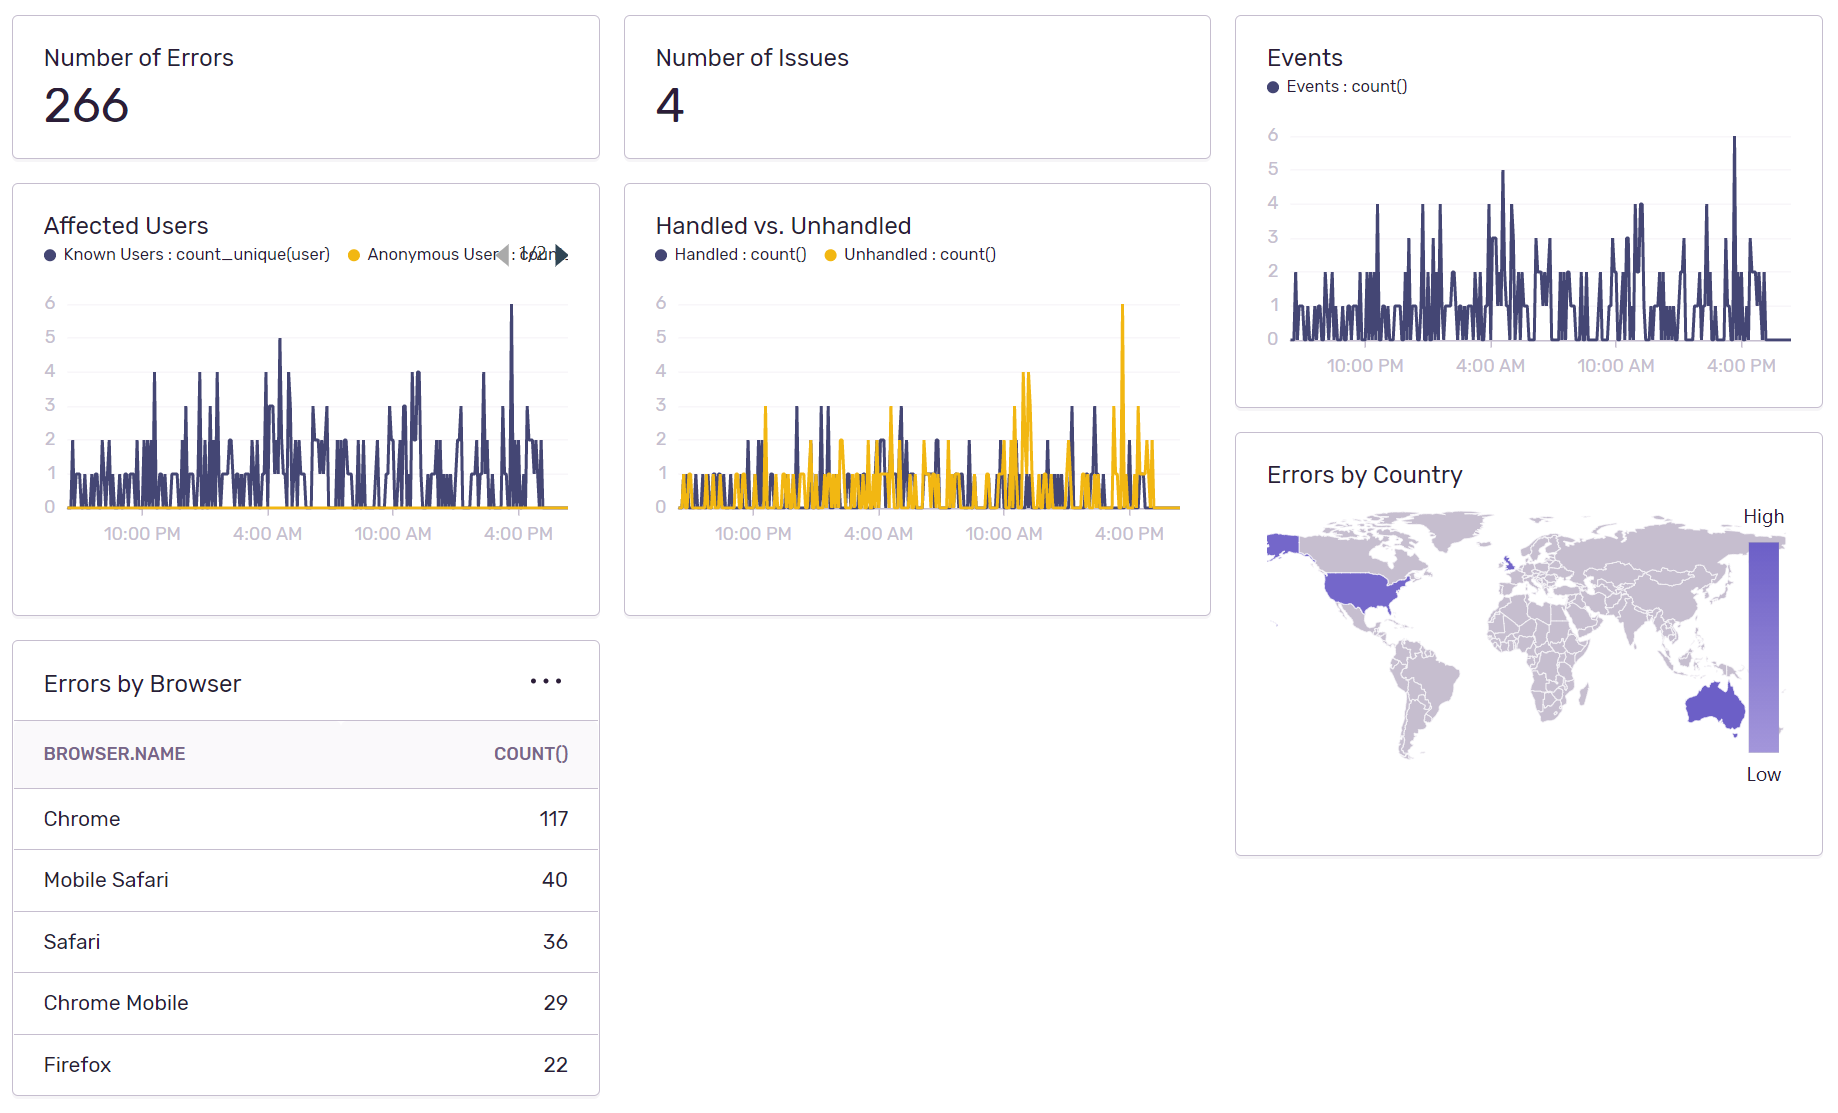 Number of Errors
266
Number of Issues
4
Events
Events : count()
6
5
4
3
2
1
0
10:00 PM 4:00 AM 10:00 AM 4:00 PM
Affected Users
Known Users : count_unique(user) Anonymous User : coun 1/2
6
5
4
3
2
1
0
10:00 PM 4:00 AM 10:00 AM 4:00 PM
Handled vs. Unhandled
Handled : count() Unhandled : count()
6
5
4
3
2
1
0
10:00 PM 4:00 AM 10:00 AM 4:00 PM
Errors by Country
High
Low
Errors by Browser
BROWSER.NAME COUNT()
Chrome 117
Mobile Safari 40
Safari 36
Chrome Mobile 29
Firefox 22